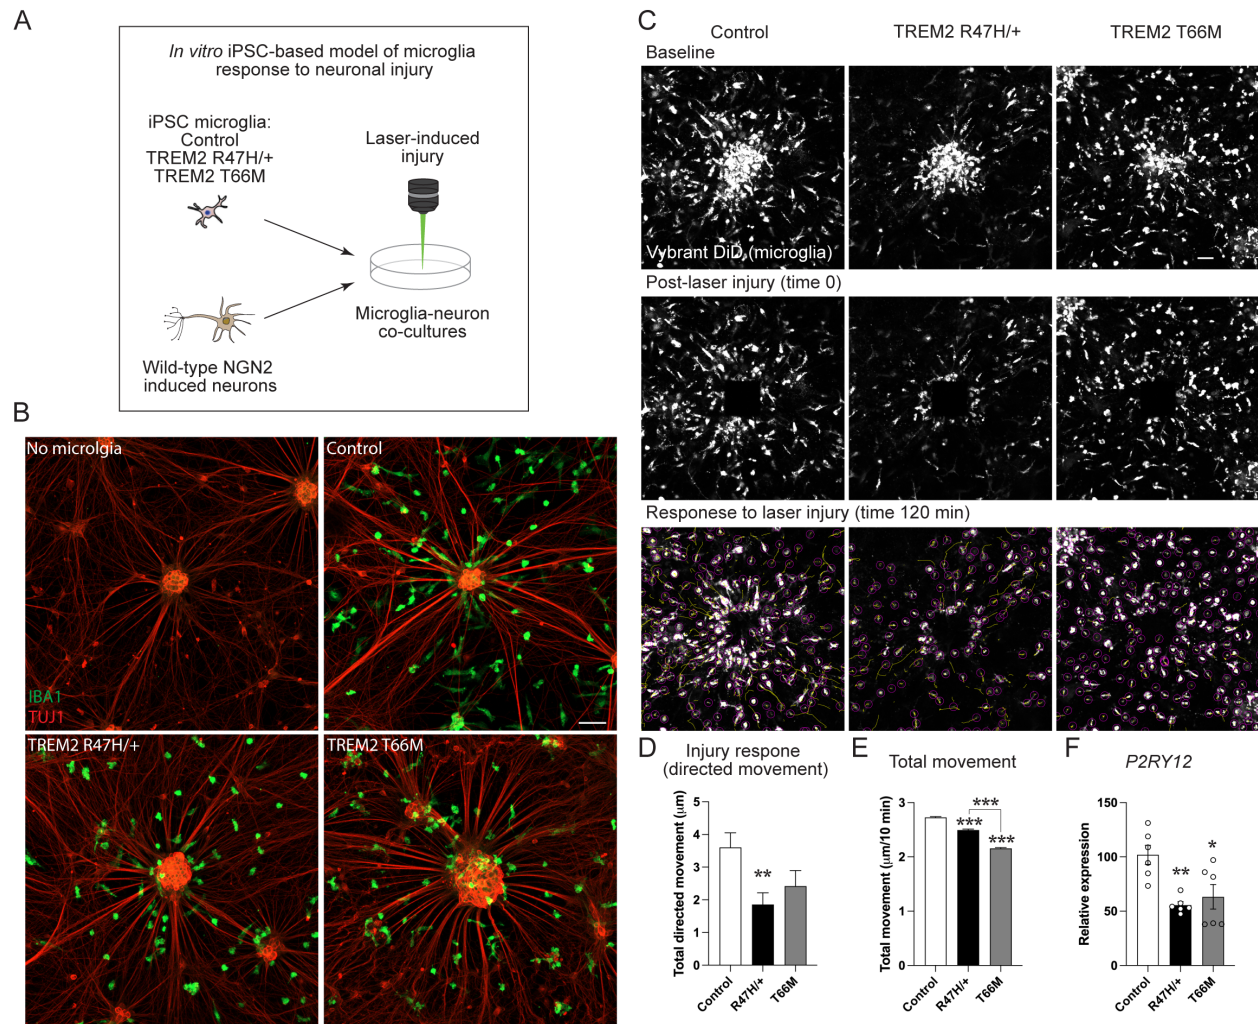 A
In vitro iPSC-based model of microglia
response to neuronal injury
iPSC microglia:
Control
TREM2 R47H/+
TREM2 T66M
Laser-induced
injury
Microglia-neuron
co-cultures
Wild-type NGN2
induced neurons
B
No microlgia
Control
IBA1
TUJ1
TREM2 R47H/+
TREM2 T66M
C
Control
TREM2 R47H/+
TREM2 T66M
Baseline
Vybrant DiD (microglia)
Post-laser injury (time 0)
Responese to laser injury (time 120 min)
D
Injury respone
(directed movement)
Total directed movement (µm)
5
4
3
2
1
0
**
Control
R47H/+
T66M
E
Total movement
Total movement (µm/10 min)
3
2
1
0
***
***
***
Control
R47H/+
T66M
F
P2RY12
Relative expression
150
100
50
0
**
*
Control
R47H/+
T66M